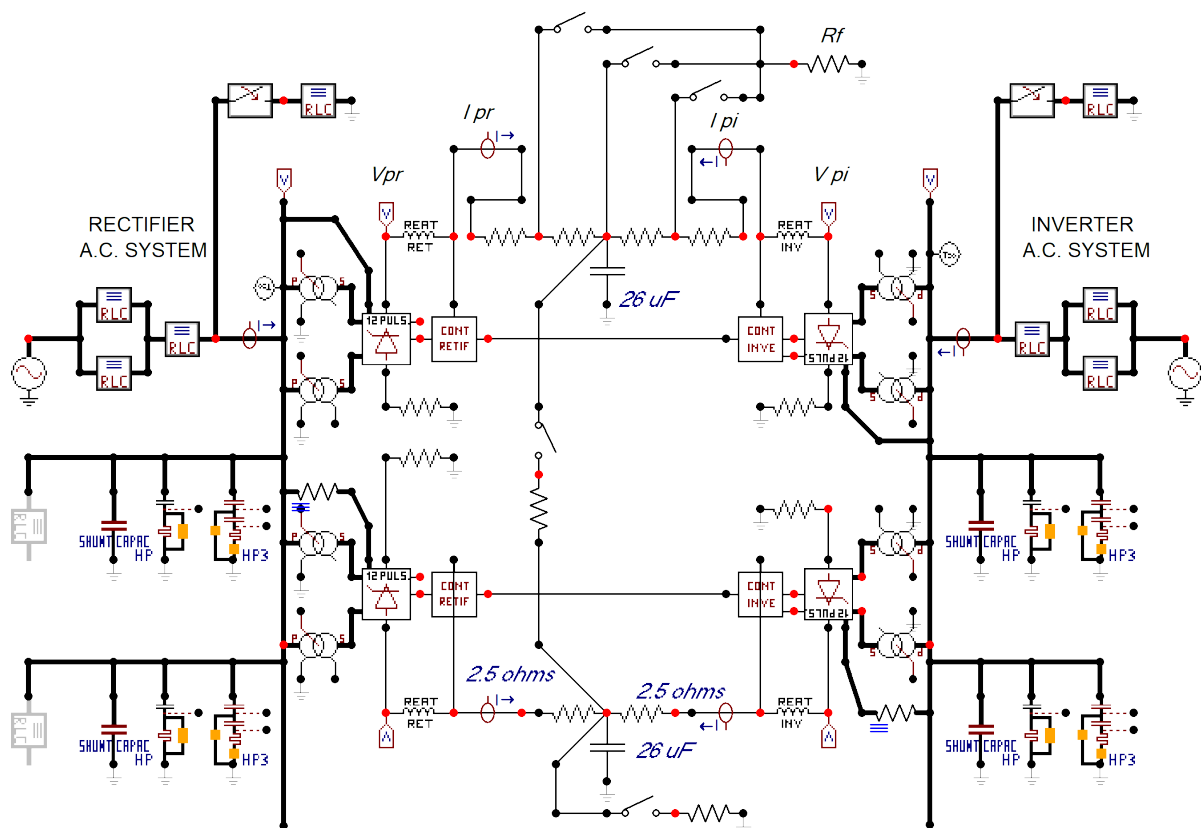 Rf
RLC
RLC
I pr
I pi
Vpr
V pi
V
V
V
V
RECTIFIER
A.C. SYSTEM
INVERTER
A.C. SYSTEM
REAT
RET
REAT
INV
I
I
P S
S P
26 uF
RLC
RLC
RLC
I
12 PULS.
CONT
RETIF
CONT
INVE
12 PULS.
I
RLC
RLC
RLC
P S
S P
RLC
SHUNT CAPAC
HP
HP3
SHUNT CAPAC
HP
HP3
P S
S P
12 PULS.
CONT
RETIF
CONT
INVE
12 PULS.
P S
S P
2.5 ohms
2.5 ohms
REAT
RET
I
I
REAT
INV
V
V
26 uF
RLC
SHUNT CAPAC
HP
HP3
SHUNT CAPAC
HP
HP3